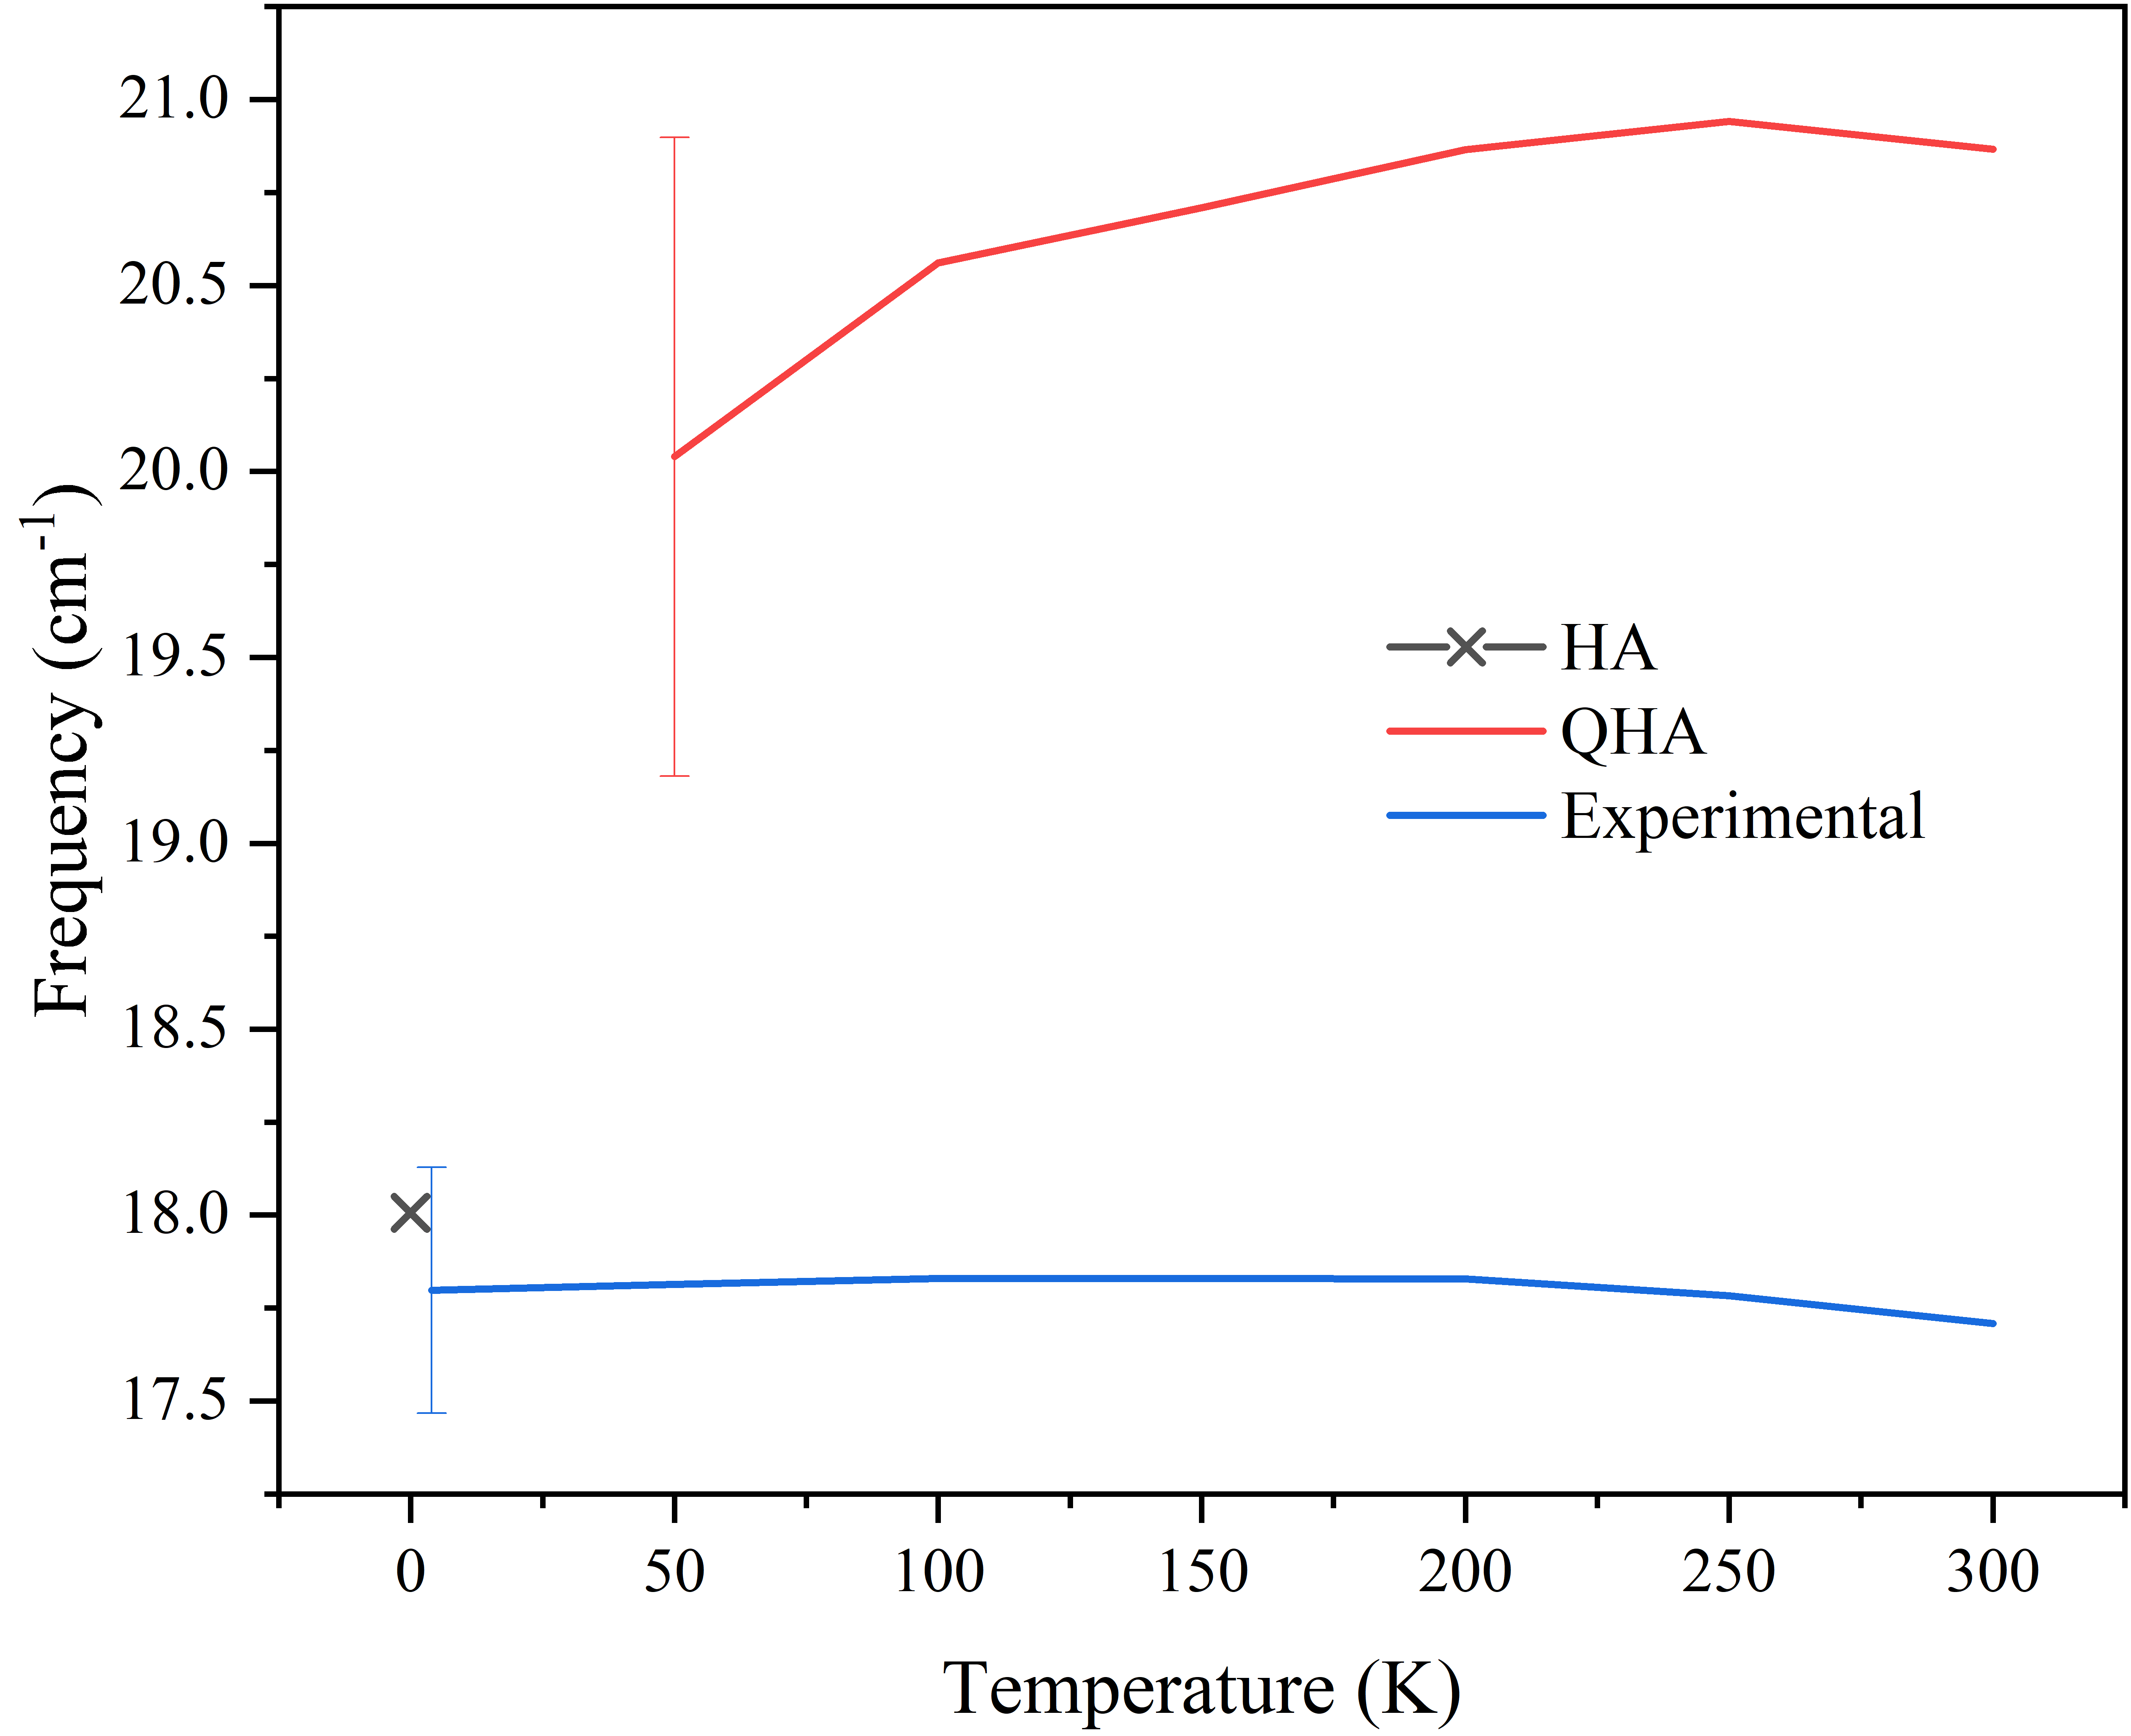 21.0
20.5
20.0
19.5
19.0
18.5
18.0
17.5
Frequency (cm-1)
HA
QHA
Experimental
0 50 100 150 200 250 300
Temperature (K)